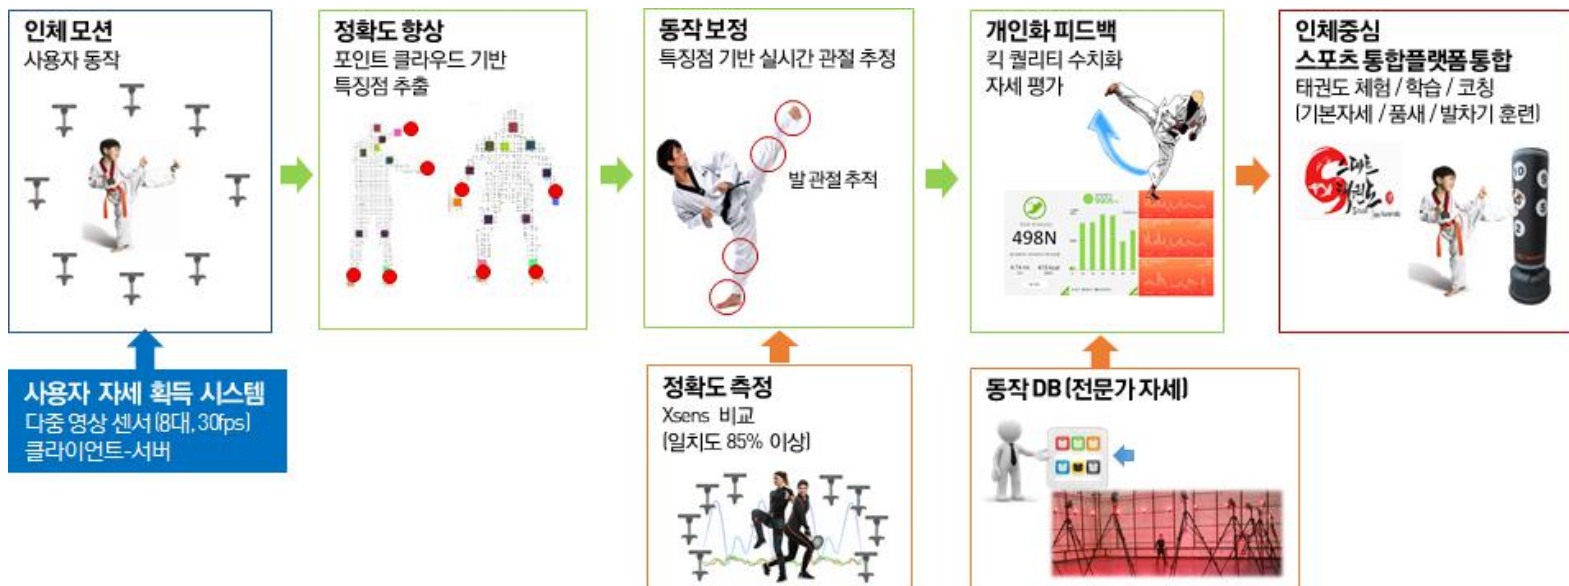 인체 모션
사용자 동작
정확도 향상
포인트 클라우드 기반
특징점 추출
동작 보정
특징점 기반 실시간 관절 추정
발 관절 추적
개인화 피드백
킥 퀄리티 수치화
자세 평가
498N
인체중심
스포츠 통합플랫폼 통합
태권도 체험 / 학습 / 코칭
(기본자세 / 품새 / 발차기 훈련)
스마트
태권도
사용자 자세 획득 시스템
다중 영상 센서 (8대, 30fps)
클라이언트-서버
정확도 측정
Xsens 비교
(일치도 85% 이상)
동작 DB (전문가 자세)